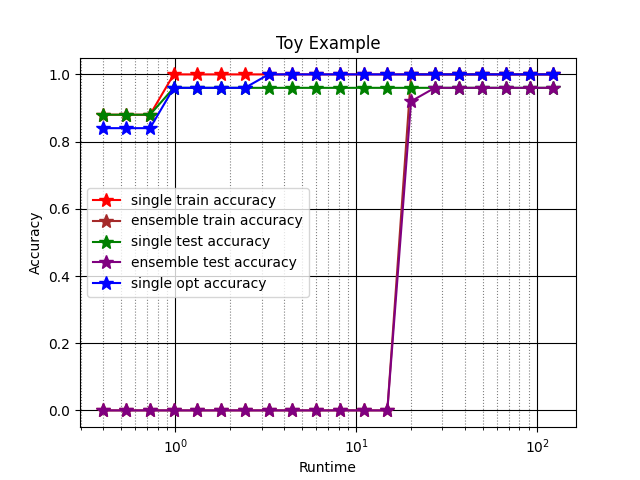 Toy Example
1.0
0.8
0.6
0.4
0.2
0.0
Accuracy
single train accuracy
ensemble train accuracy
single test accuracy
ensemble test accuracy
single opt accuracy
10⁰
10¹
10²
Runtime